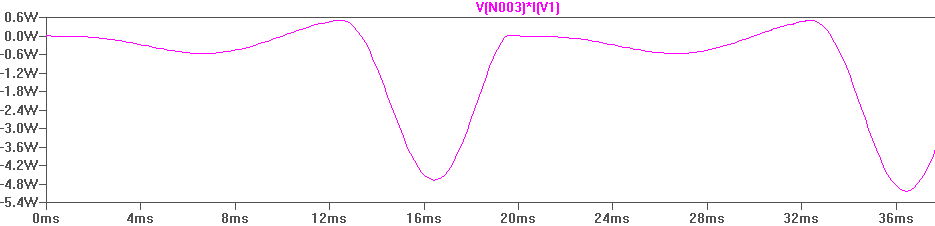 V(N003)*I(V1)
0.6W
0.0W
-0.6W
-1.2W
-1.8W
-2.4W
-3.0W
-3.6W
-4.2W
-4.8W
-5.4W
0ms 4ms 8ms 12ms 16ms 20ms 24ms 28ms 32ms 36ms